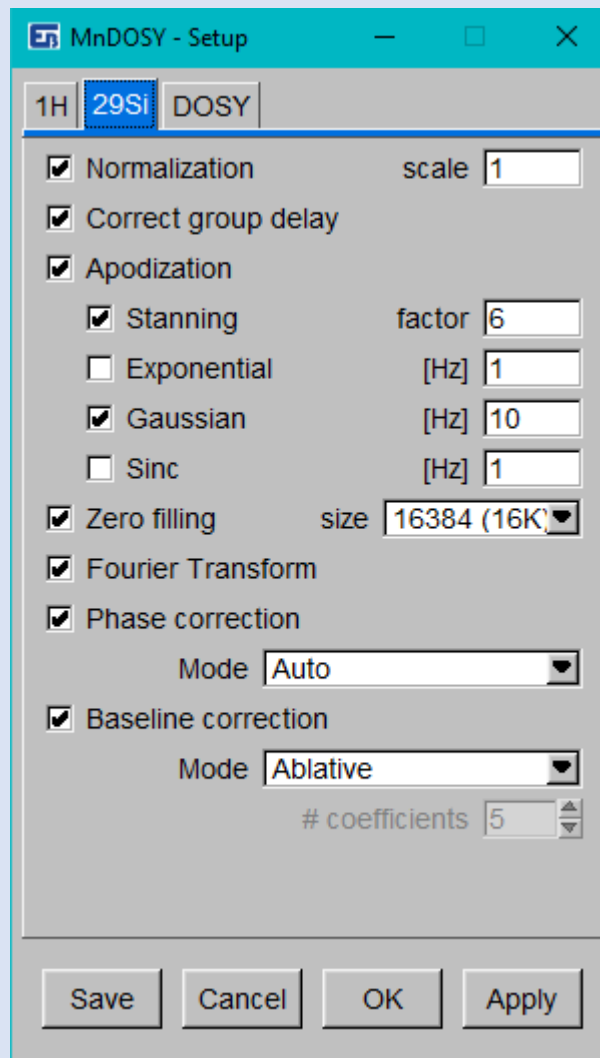 MnDOSY - Setup
1H 29Si DOSY
Normalization scale 1
Correct group delay
Apodization
Stanning factor 6
Exponential [Hz] 1
Gaussian [Hz] 10
Sinc [Hz] 1
Zero filling size 16384 (16K)
Fourier Transform
Phase correction
Mode Auto
Baseline correction
Mode Ablative
# coefficients 5
Save Cancel OK Apply